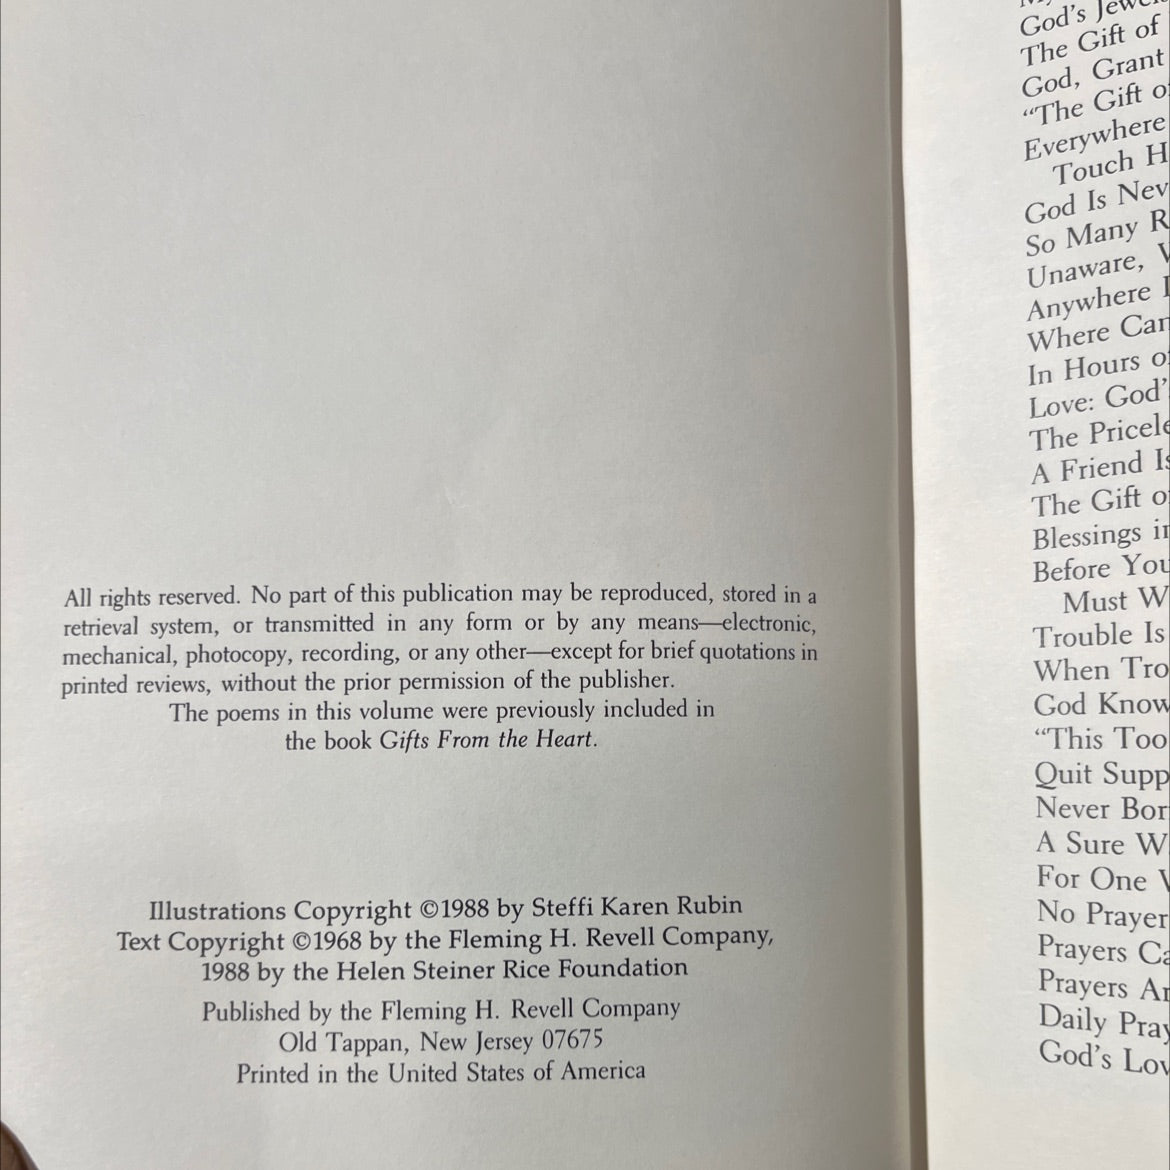 All rights reserved. No part of this publication may be reproduced, stored in a
retrieval system, or transmitted in any form or by any means—electronic,
mechanical, photocopy, recording, or any other—except for brief quotations in
printed reviews, without the prior permission of the publisher.
The poems in this volume were previously included in
the book Gifts From the Heart.
Illustrations Copyright ©1988 by Steffi Karen Rubin
Text Copyright ©1968 by the Fleming H. Revell Company,
1988 by the Helen Steiner Rice Foundation
Published by the Fleming H. Revell Company
Old Tappan, New Jersey 07675
Printed in the United States of America
God's
The Gift of
God, Grant
“The Gift
Everywhere
Touch
God Is
So Many
Unaware,
Anywhere
Where
In Hours
Love:
The
A Friend
The Gift
Blessings
Before
Must
Trouble Is
When
God
“This Too
Quit
Never
A Sure
For One
No Prayer
Prayers
Prayers
Daily
God's